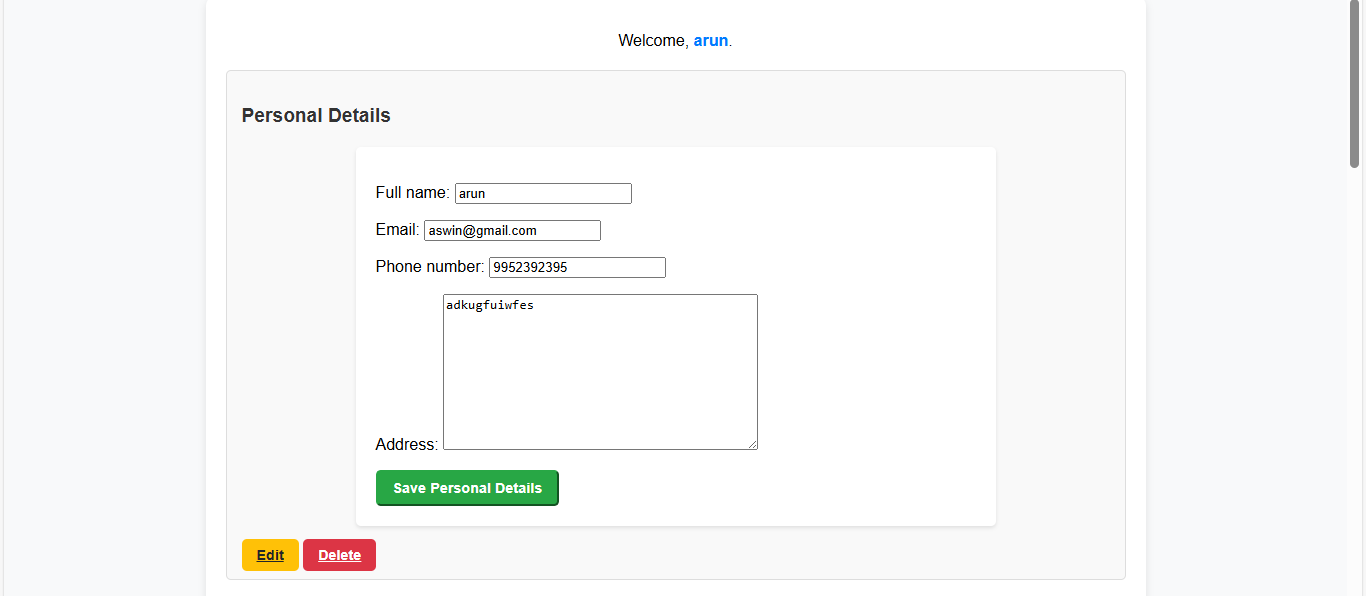 Welcome, arun.
Personal Details
Full name: arun
Email: aswin@gmail.com
Phone number: 9952392395
adkugfuiwfes
Address:
Save Personal Details
Edit Delete